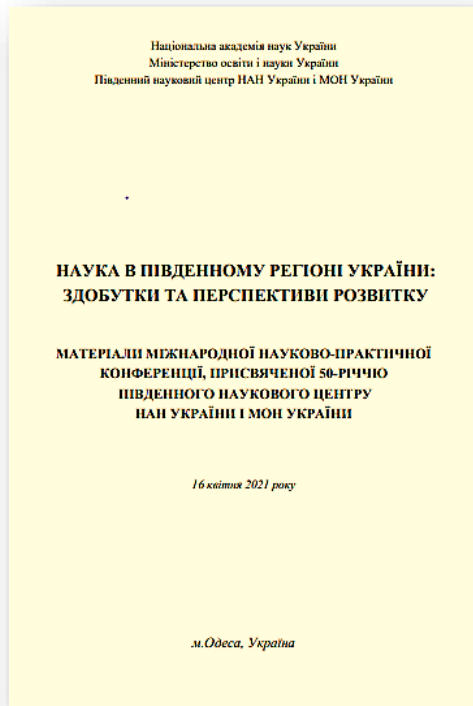 Національна академія наук України
Міністерство освіти і науки України
Південний науковий центр НАН України і МОН України
НАУКА В ПІВДЕННОМУ РЕГІОНІ УКРАЇНИ:
ЗДОБУТКИ ТА ПЕРСПЕКТИВИ РОЗВИТКУ
МАТЕРІАЛИ МІЖНАРОДНОЇ НАУКОВО-ПРАКТИЧНОЇ
КОНФЕРЕНЦІЇ, ПРИСВЯЧЕНОЇ 50-РІЧЧЮ
ПІВДЕННОГО НАУКОВОГО ЦЕНТРУ
НАН УКРАЇНИ І МОН УКРАЇНИ
16 квітня 2021 року
м.Одеса, Україна